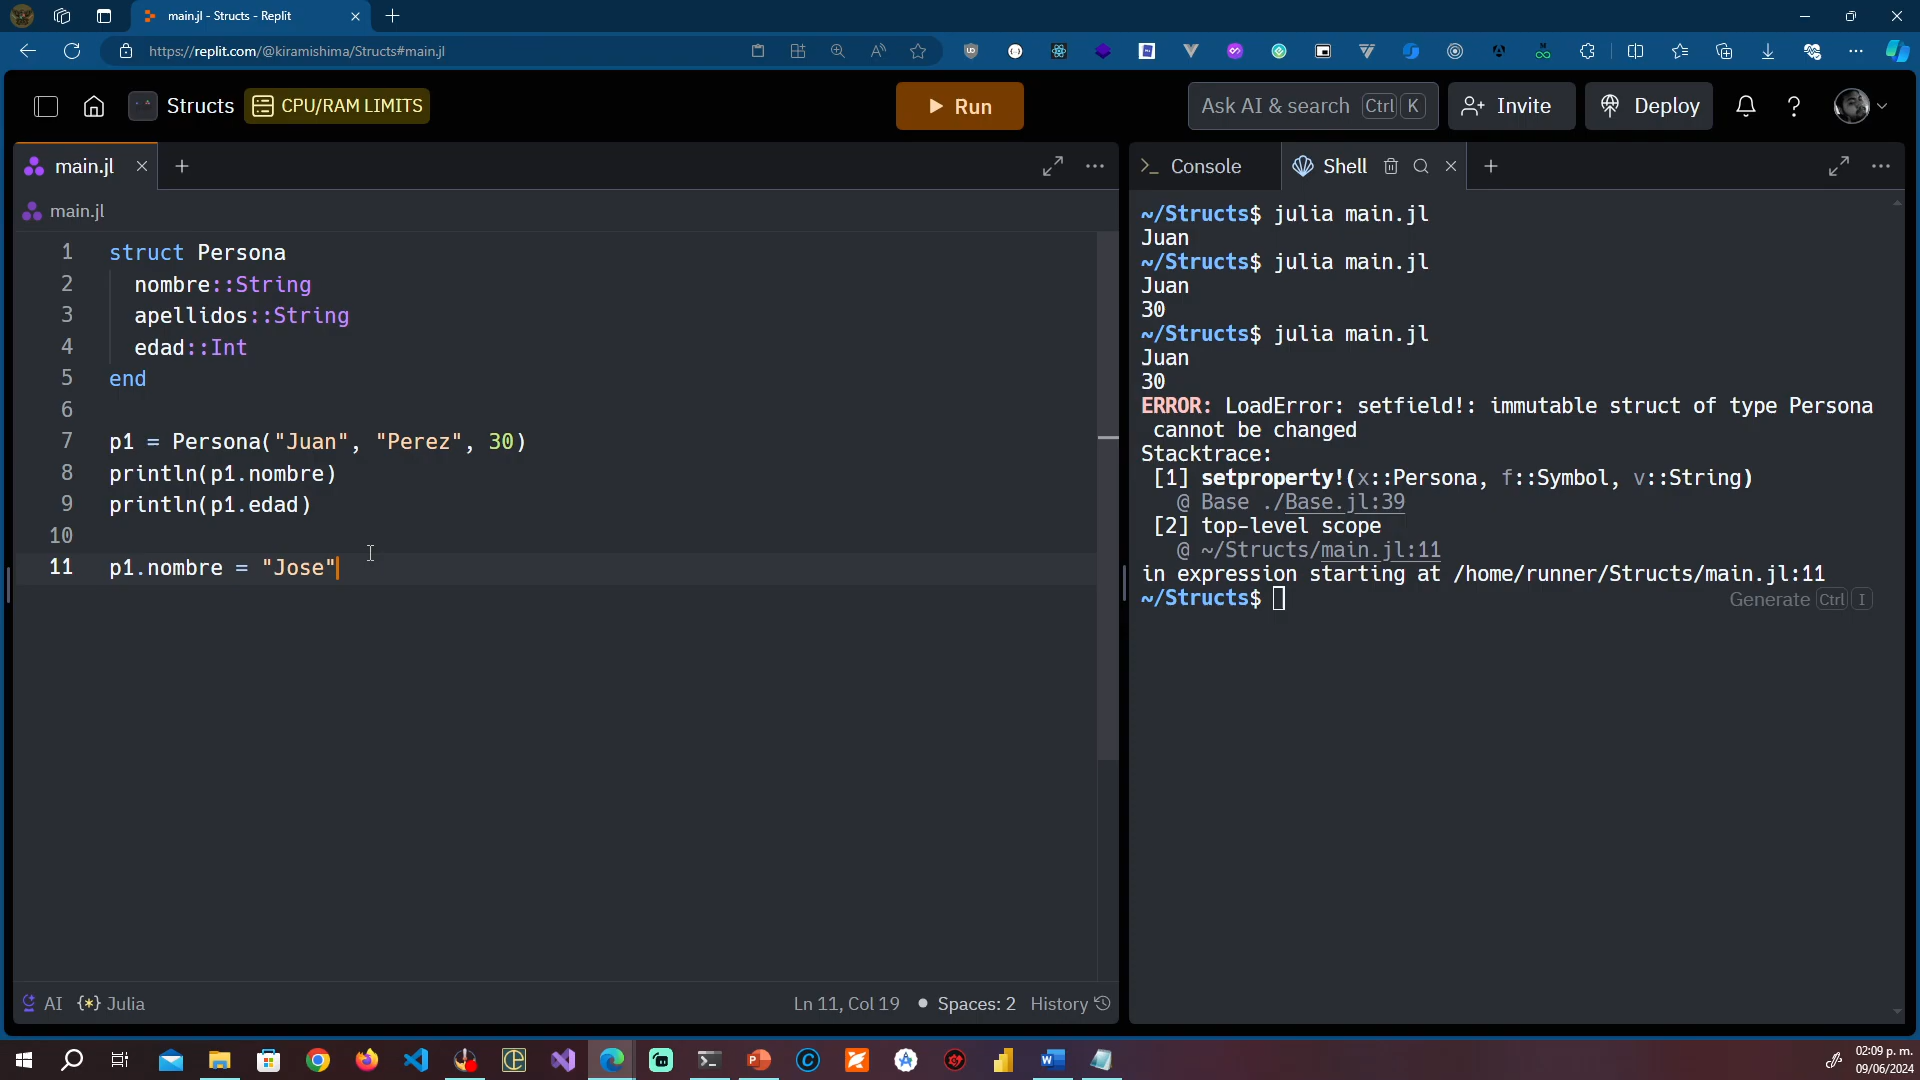 main.jl - Structs - Replit
https://replit.com/@kiramishima/Structs#main.jl
Structs
CPU/RAM LIMITS
Run
Ask AI & search Ctrl K
Invite
Deploy
main.jl
main.jl
1 struct Persona
2 nombre::String
3 apellidos::String
4 edad::Int
5 end
6
7 p1 = Persona("Juan", "Perez", 30)
8 println(p1.nombre)
9 println(p1.edad)
10
11 p1.nombre = "Jose"
AI {*} Julia
Ln 11, Col 19 Spaces: 2 History
>_ Console
Shell
~/Structs$ julia main.jl
Juan
~/Structs$ julia main.jl
Juan
30
~/Structs$ julia main.jl
Juan
30
ERROR: LoadError: setfield!: immutable struct of type Persona
cannot be changed
Stacktrace:
[1] setproperty!(x::Persona, f::Symbol, v::String)
@ Base ./Base.jl:39
[2] top-level scope
@ ~/Structs/main.jl:11
in expression starting at /home/runner/Structs/main.jl:11
~/Structs$
Generate Ctrl I
02:09 p. m.
09/06/2024